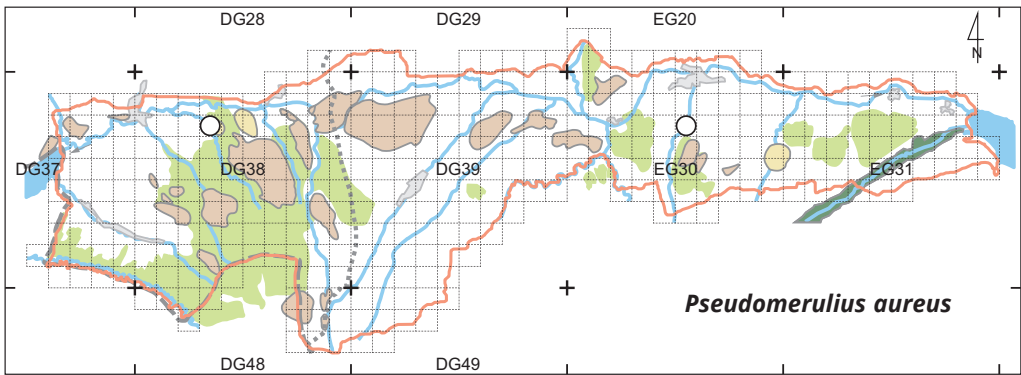 DG28 DG29 EG20
N
DG37 DG38 DG39 EG30 EG31
Pseudomerulius aureus
DG48 DG49